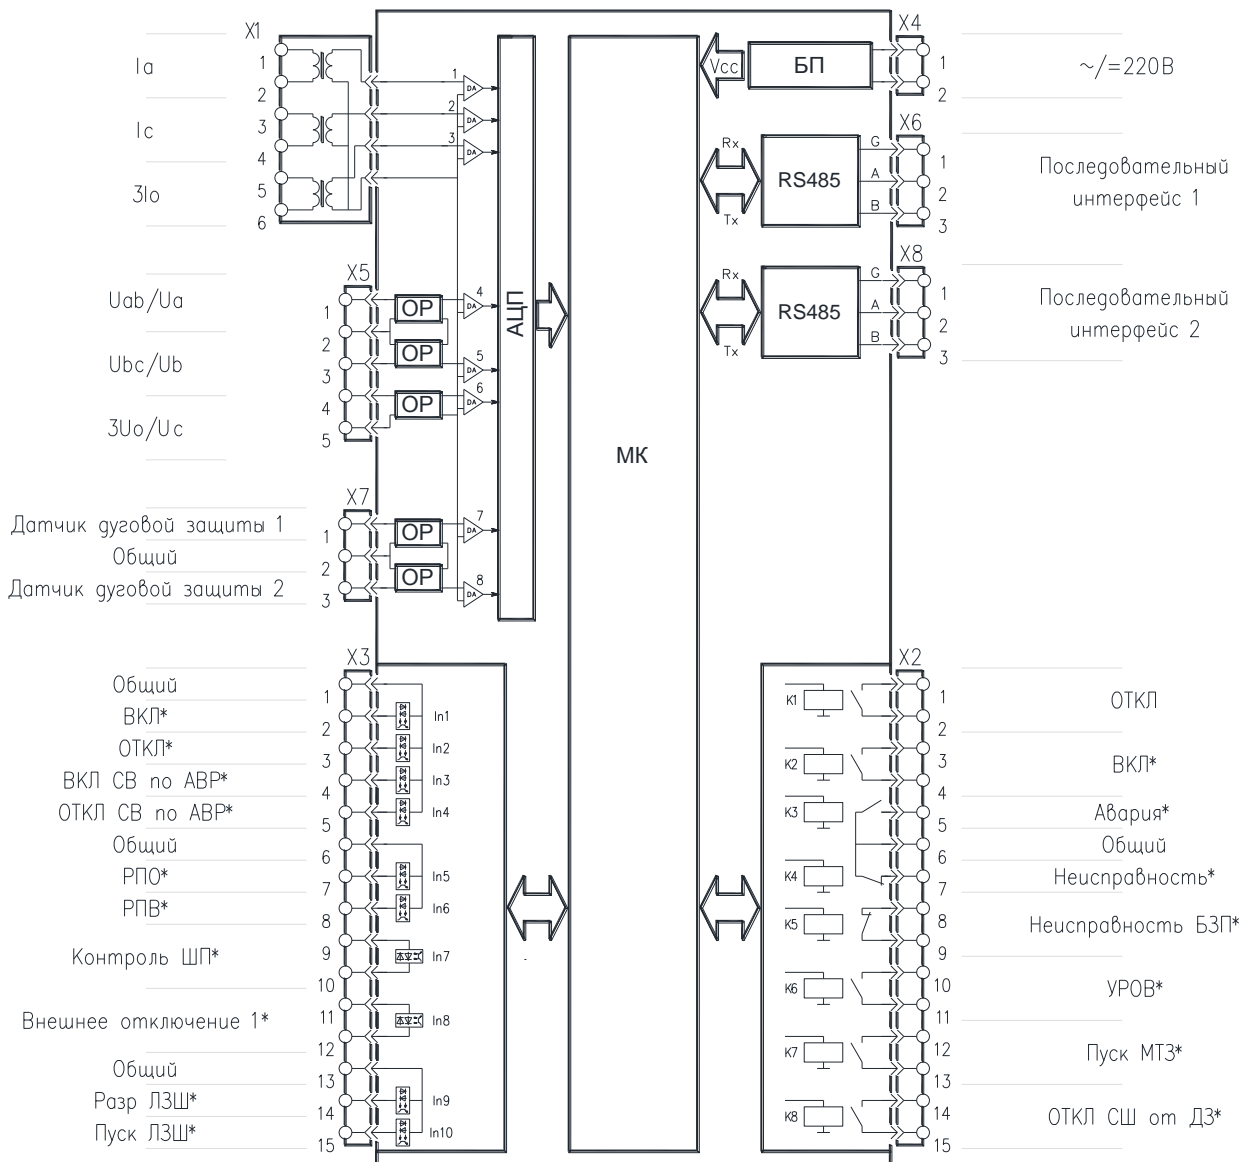 X1
Ia
1
2
Ic
3
4
3Io
5
6
X5
Uab/Ua
1
2
Ubc/Ub
3
4
3Uo/Uc
5
OP
OP
OP
X7
Датчик дуговой защиты 1
1
Общий
2
Датчик дуговой защиты 2
3
OP
OP
1
DA
2
DA
3
DA
4
DA
5
DA
6
DA
7
DA
8
DA
АЦП
МК
X4
Vcc
БП
1
2
~/=220В
X6
Rx
Tx
RS485
G
A
B
1
2
3
Последовательный
интерфейс 1
X8
Rx
Tx
RS485
G
A
B
1
2
3
Последовательный
интерфейс 2
X3
Общий
1
ВКЛ*
2
In1
ОТКЛ*
3
In2
ВКЛ СВ по АВР*
4
In3
ОТКЛ СВ по АВР*
5
In4
Общий
6
РПО*
7
In5
РПВ*
8
In6
Контроль ШП*
9
10
In7
Внешнее отключение 1*
11
12
In8
Общий
13
Разр ЛЗШ*
14
In9
Пуск ЛЗШ*
15
In10
X2
K1
1
2
ОТКЛ
K2
3
4
ВКЛ*
K3
5
Авария*
6
Общий
K4
7
Неисправность*
K5
8
9
Неисправность БЗП*
K6
10
11
УРОВ*
K7
12
13
Пуск МТЗ*
K8
14
15
ОТКЛ СШ от ДЗ*